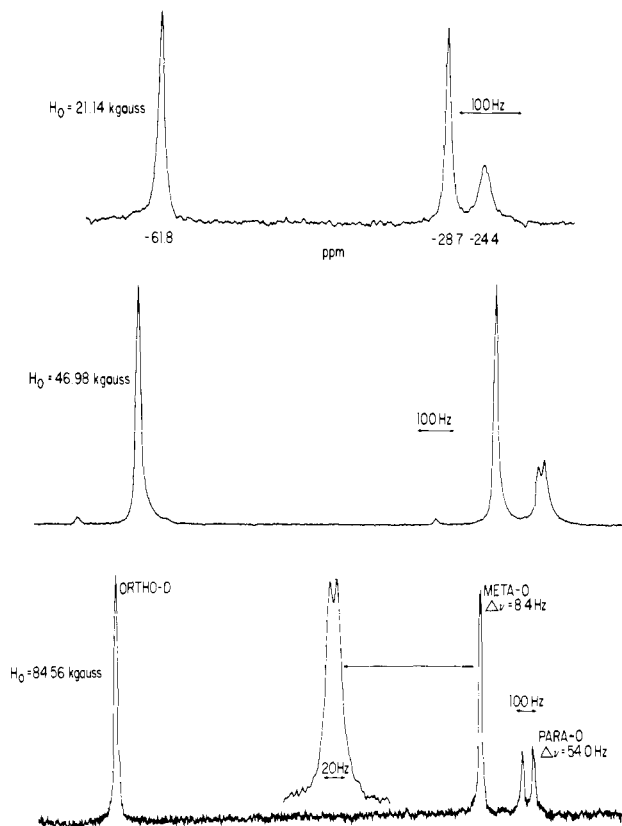 H₀ = 21.14 kgauss
100 Hz
-61.8
-28.7
-24.4
ppm
H₀ = 46.98 kgauss
100 Hz
ORTHO-D
META-O
Δν = 8.4 Hz
H₀ = 84.56 kgauss
100 Hz
PARA-O
Δν = 54.0 Hz
20 Hz